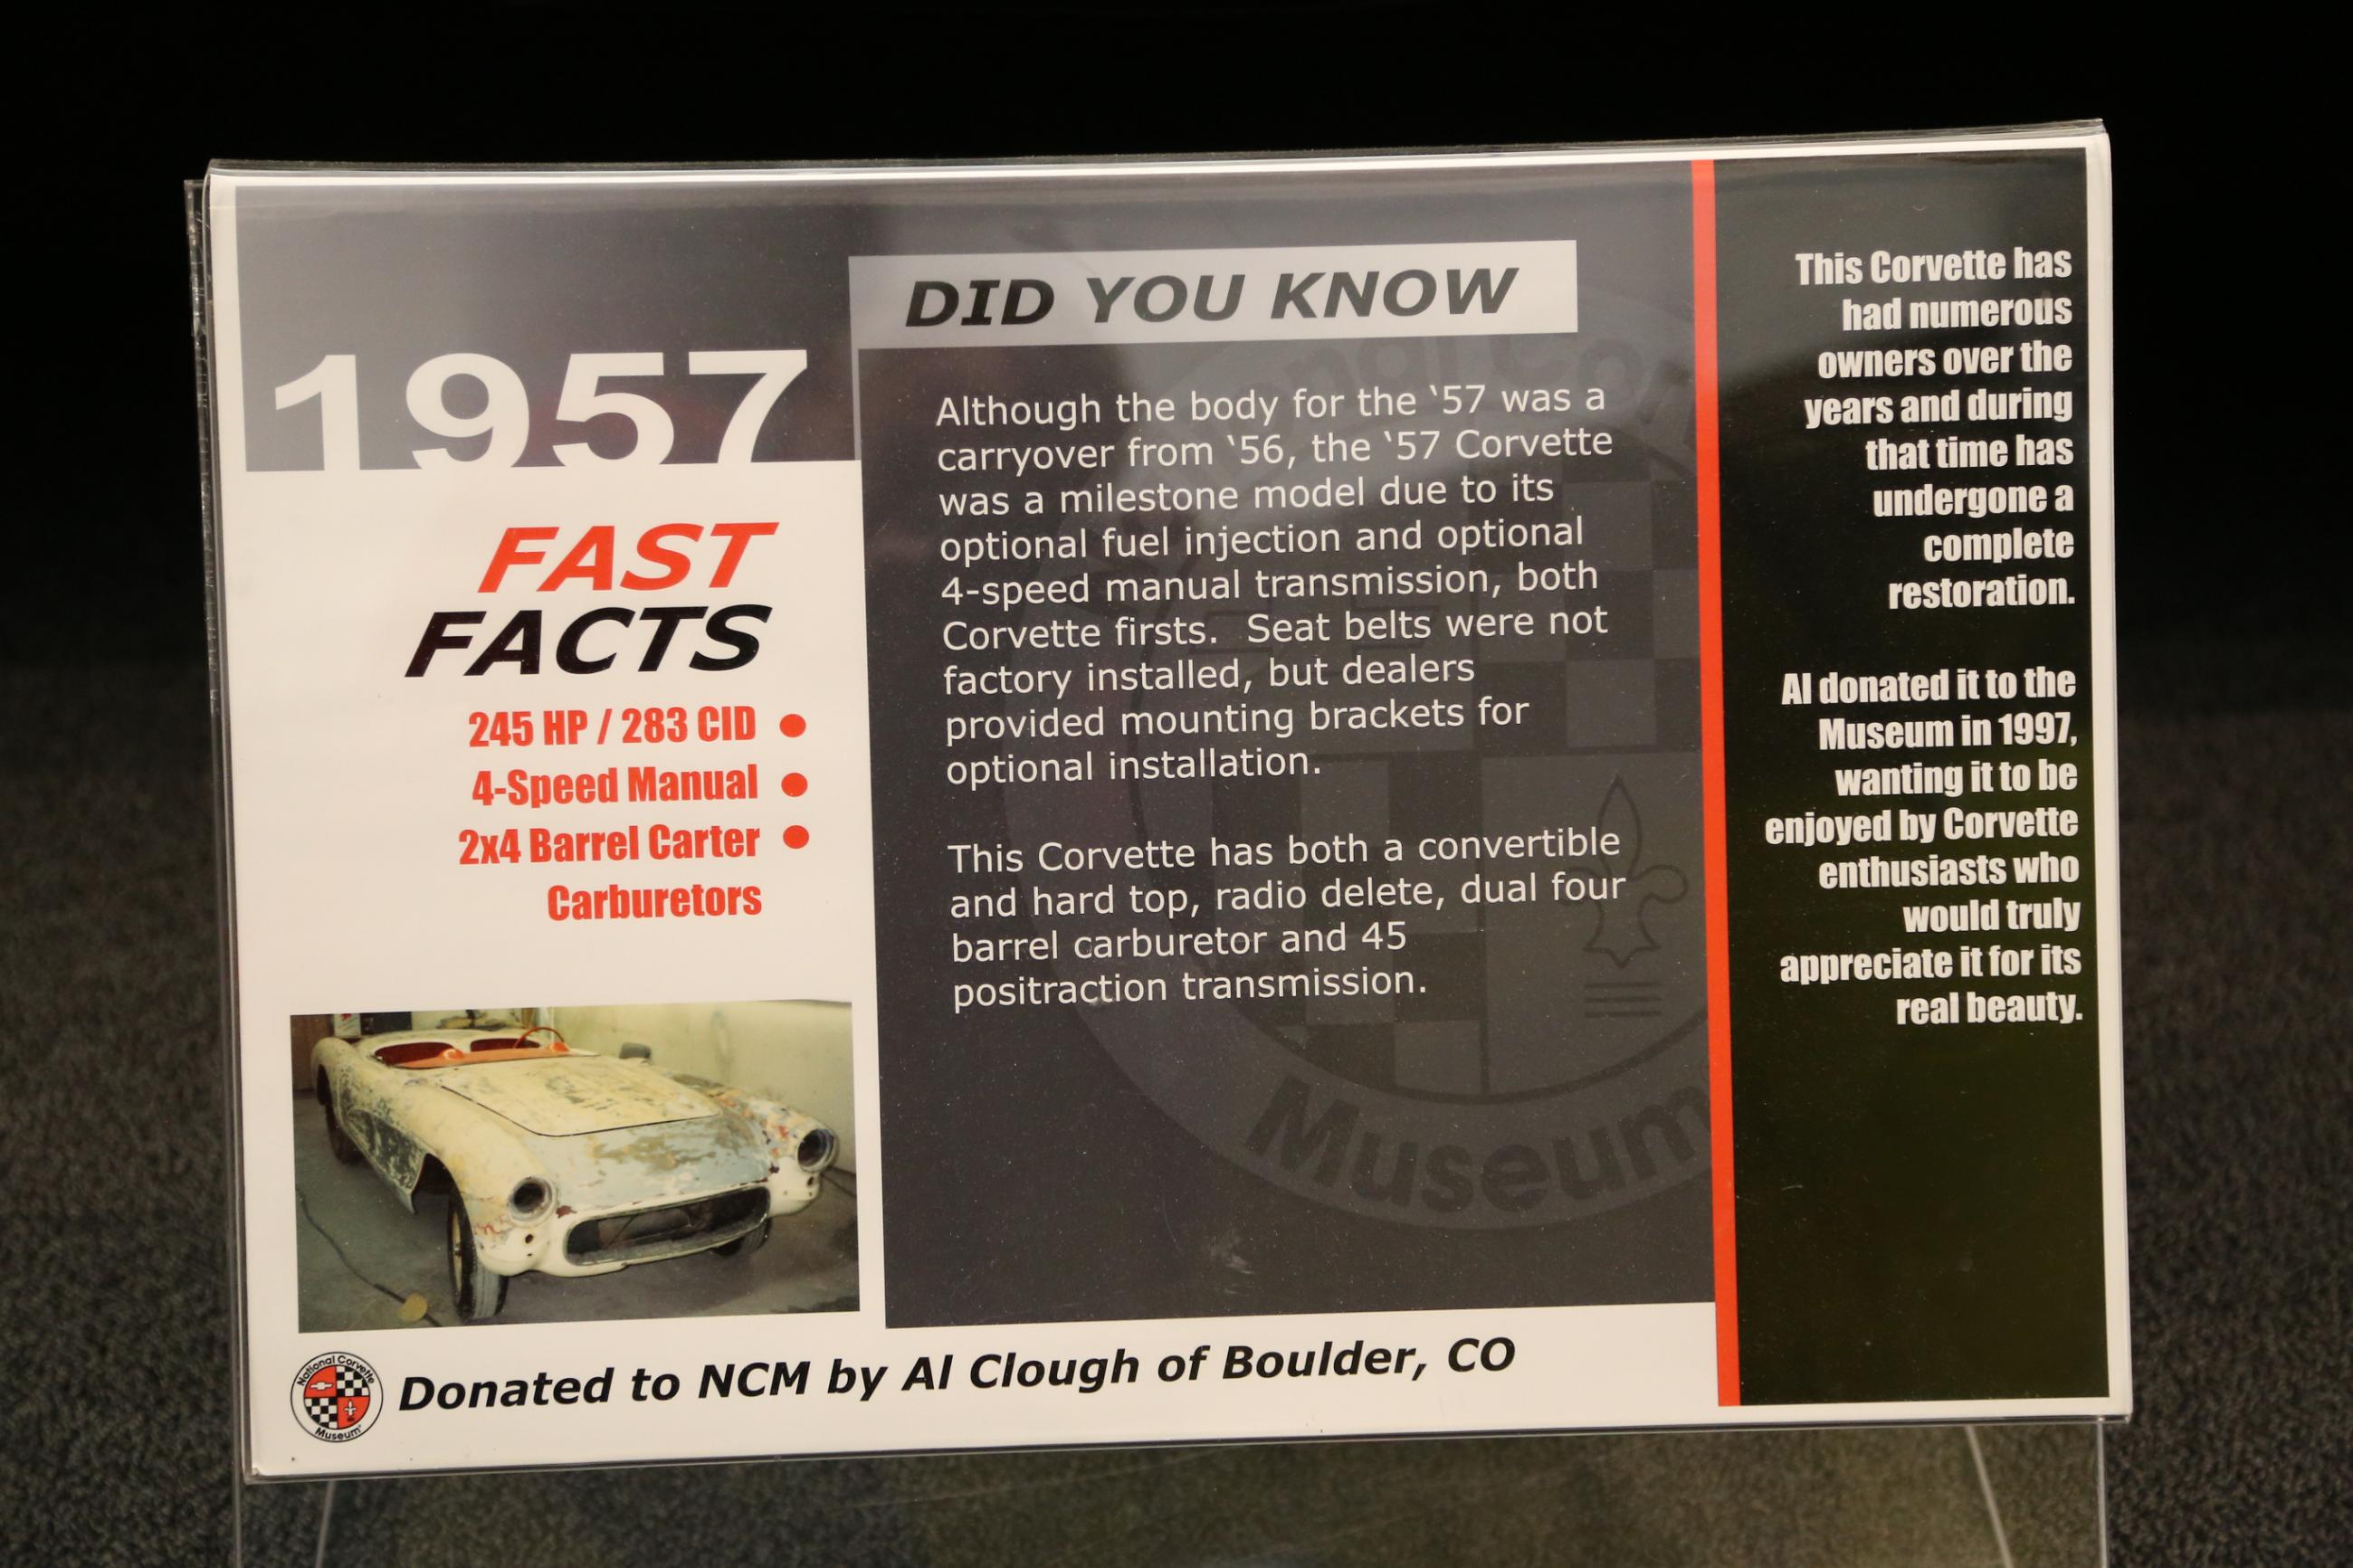 1957
FAST
FACTS
245 HP / 283 CID
4-Speed Manual
2x4 Barrel Carter
Carburetors
DID YOU KNOW
Although the body for the ‘57 was a
carryover from ‘56, the ‘57 Corvette
was a milestone model due to its
optional fuel injection and optional
4-speed manual transmission, both
Corvette firsts.  Seat belts were not
factory installed, but dealers
provided mounting brackets for
optional installation.
This Corvette has both a convertible
and hard top, radio delete, dual four
barrel carburetor and 45
positraction transmission.
Museum
This Corvette has
had numerous
owners over the
years and during
that time has
undergone a
complete
restoration.
Al donated it to the
Museum in 1997,
wanting it to be
enjoyed by Corvette
enthusiasts who
would truly
appreciate it for its
real beauty.
National Corvette
Museum
Donated to NCM by Al Clough of Boulder, CO